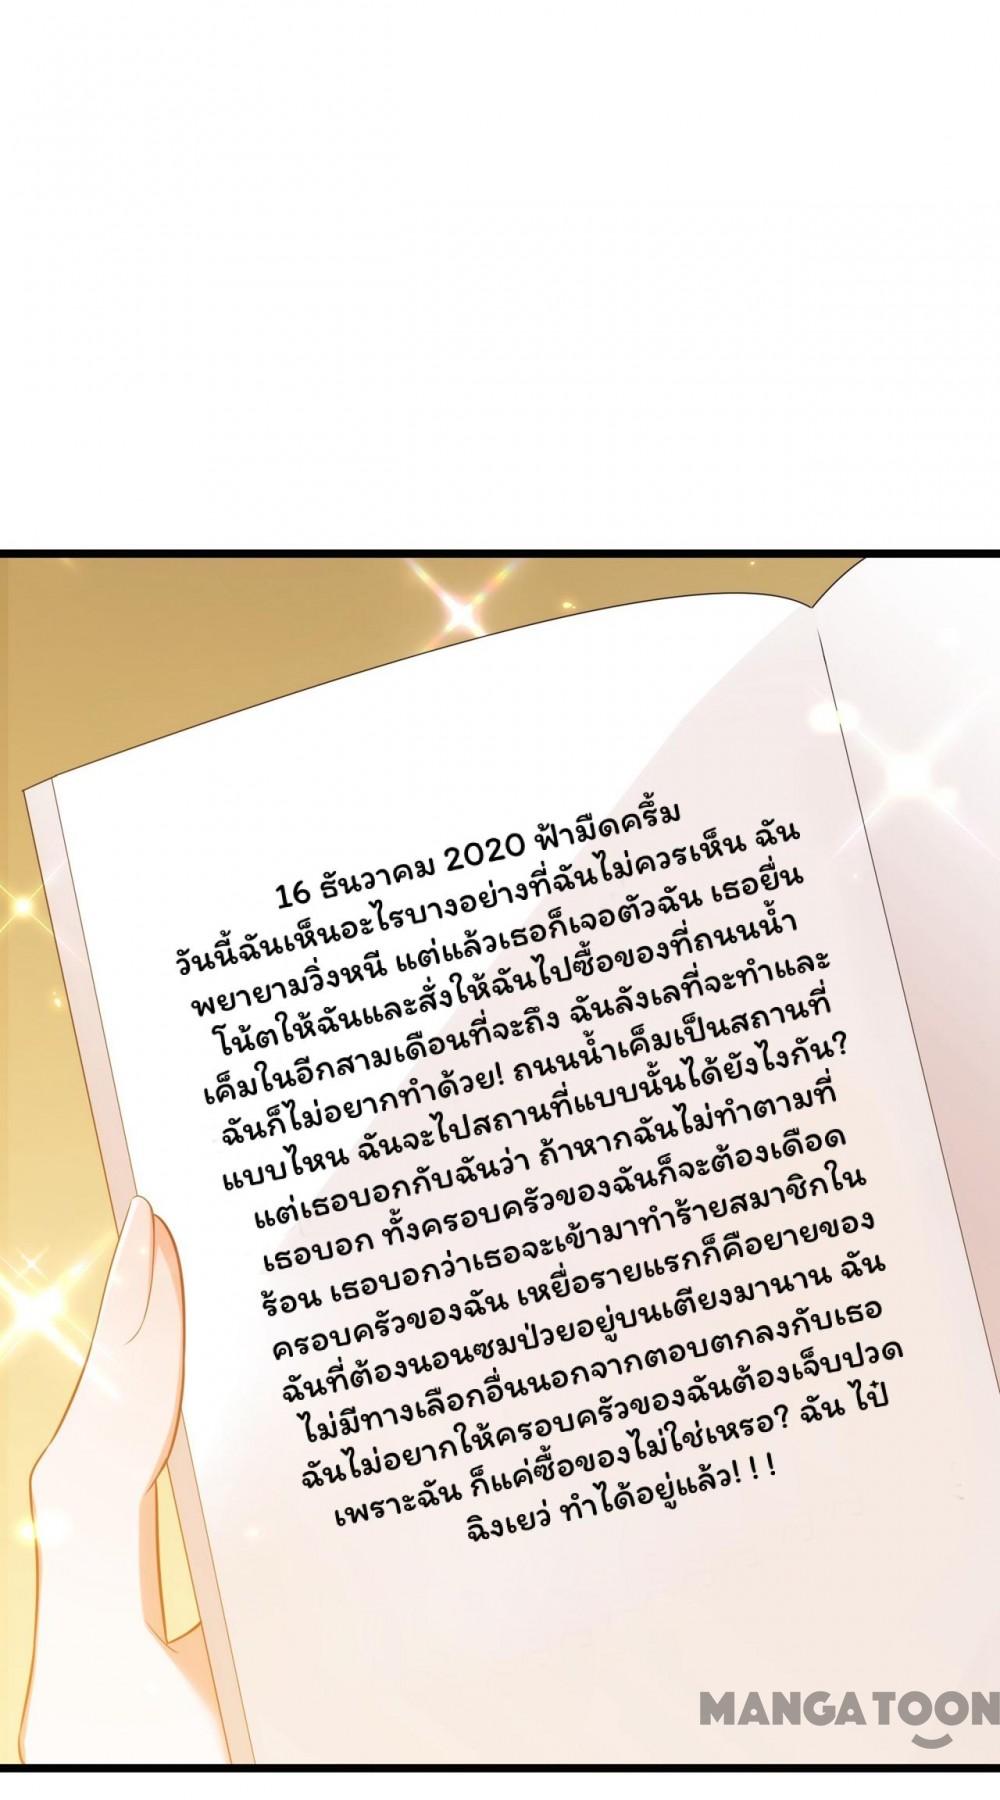 16 ธันวาคม 2020 ฟ้ามืดครึ้ม
วันนี้ฉันเห็นอะไรบางอย่างที่ฉันไม่ควรเห็น ฉัน
พยายามวิ่งหนี แต่แล้วเธอก็เจอตัวฉัน เธอยื่น
โน้ตให้ฉันและสั่งให้ฉันไปซื้อของที่ถนนน้ำ
เค็มในอีกสามเดือนที่จะถึง ฉันลังเลที่จะทำและ
ฉันก็ไม่อยากทำด้วย! ถนนน้ำเค็มเป็นสถานที่
แบบไหน ฉันจะไปสถานที่แบบนั้นได้ยังไงกัน?
แต่เธอบอกกับฉันว่า ถ้าหากฉันไม่ทำตามที่
เธอบอก ทั้งครอบครัวของฉันก็จะต้องเดือด
ร้อน เธอบอกว่าเธอจะเข้ามาทำร้ายสมาชิกใน
ครอบครัวของฉัน เหยื่อรายแรกก็คือยายของ
ฉันที่ต้องนอนซมป่วยอยู่บนเตียงมานาน ฉัน
ไม่มีทางเลือกอื่นนอกจากตอบตกลงกับเธอ
ฉันไม่อยากให้ครอบครัวของฉันต้องเจ็บปวด
เพราะฉัน ก็แค่ซื้อของไม่ใช่เหรอ? ฉัน ไป๋
ฉิงเยว่ ทำได้อยู่แล้ว!!!
MANGA TOON